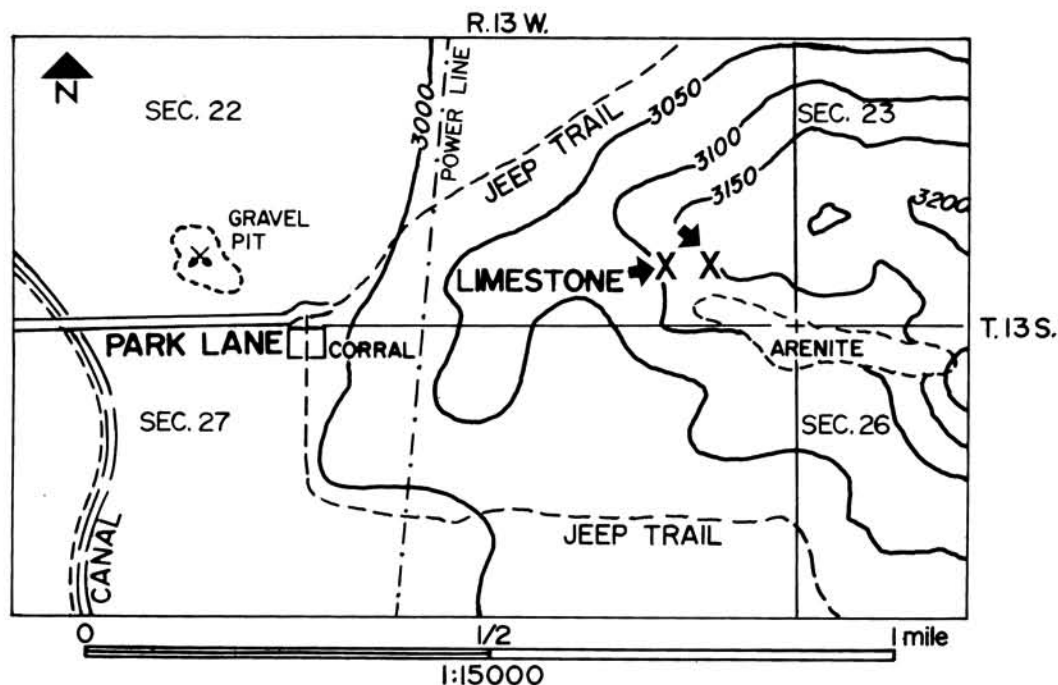 R. 13 W.
N
SEC. 22
3000
POWER LINE
JEEP TRAIL
3050
3100
3150
SEC. 23
3200
GRAVEL
PIT
LIMESTONE
X X
PARK LANE
CORRAL
ARENITE
T. 13 S.
SEC. 27
SEC. 26
CANAL
JEEP TRAIL
0 1/2 1 mile
1:15000